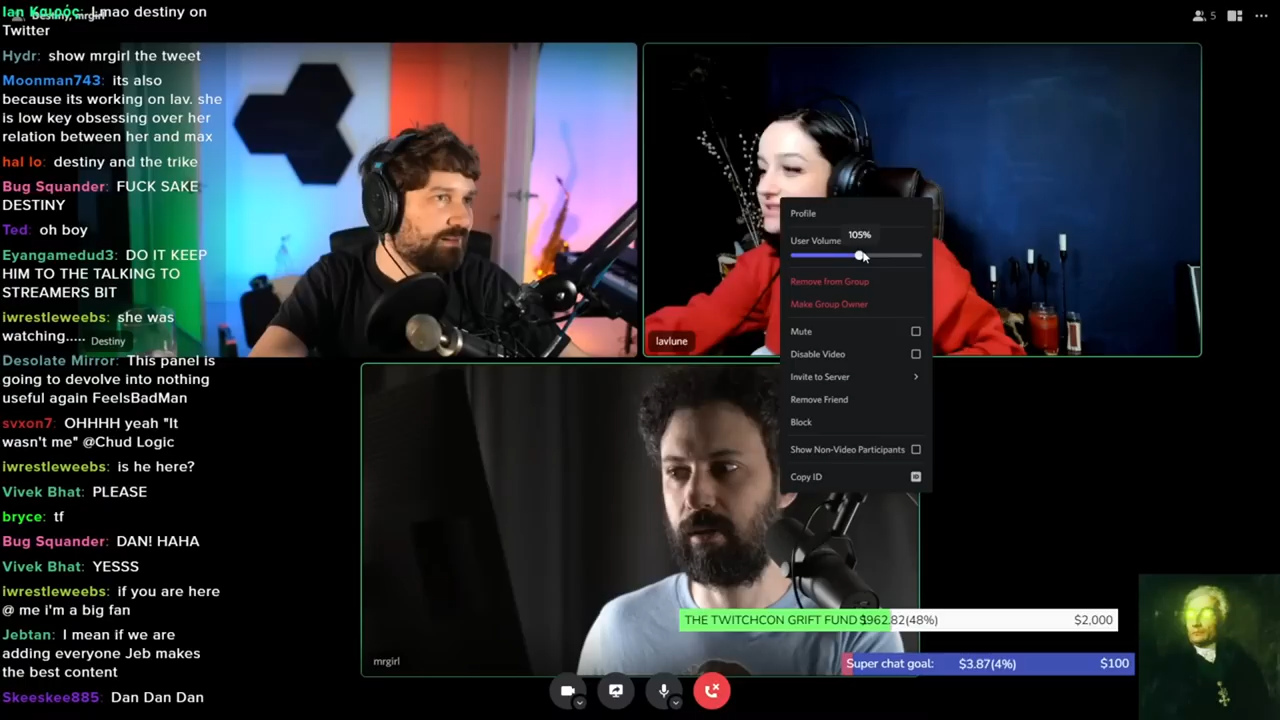 Ian Καιρός: Lmao destiny on
Twitter
Hydr: show mrgirl the tweet
Moonman743: its also
because its working on lav. she
is low key obsessing over her
relation between her and max
hal lo: destiny and the trike
Bug Squander: FUCK SAKE
DESTINY
Ted: oh boy
Eyangamedud3: DO IT KEEP
HIM TO THE TALKING TO
STREAMERS BIT
iwrestleweebs: she was
watching.....
Desolate Mirror: This panel is
going to devolve into nothing
useful again FeelsBadMan
svxon7: OHHHH yeah "It
wasn't me" @Chud Logic
iwrestleweebs: is he here?
Vivek Bhat: PLEASE
bryce: tf
Bug Squander: DAN! HAHA
Vivek Bhat: YESSS
iwrestleweebs: if you are here
@ me i'm a big fan
Jebtan: I mean if we are
adding everyone Jeb makes
the best content
Skeeskee885: Dan Dan Dan
Destiny, mrgirl
5
Destiny
lavlune
Profile
105%
User Volume
Remove from Group
Make Group Owner
Mute
Disable Video
Invite to Server
Remove Friend
Block
Show Non-Video Participants
Copy ID
ID
mrgirl
THE TWITCHCON GRIFT FUND $962.82(48%) $2,000
Super chat goal: $3.87(4%) $100